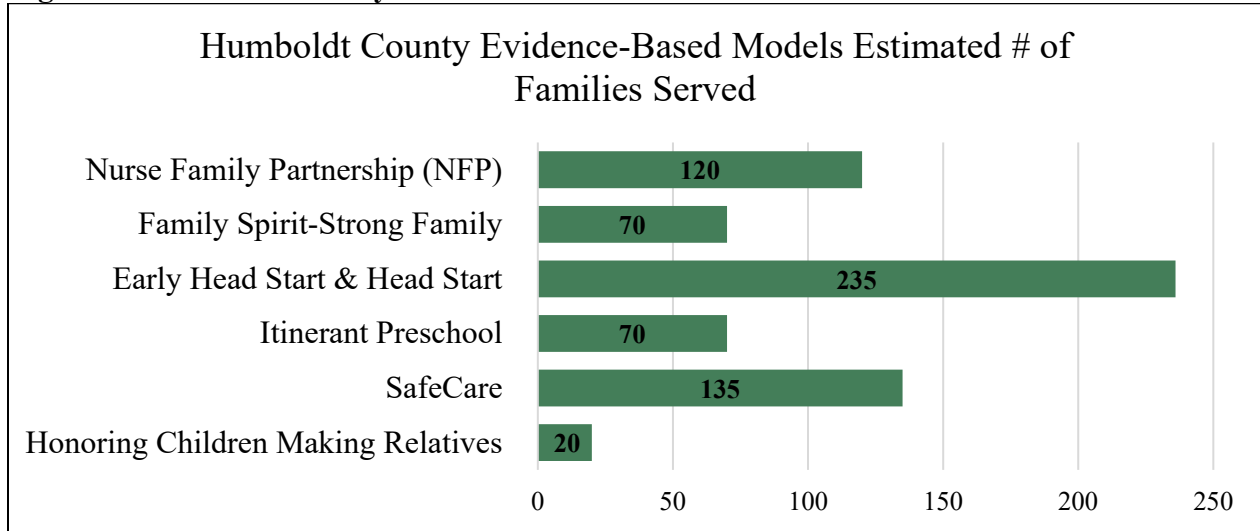 Humboldt County Evidence-Based Models Estimated # of
Families Served
Nurse Family Partnership (NFP)
120
Family Spirit-Strong Family
70
Early Head Start & Head Start
235
Itinerant Preschool
70
SafeCare
135
Honoring Children Making Relatives
20
0 50 100 150 200 250